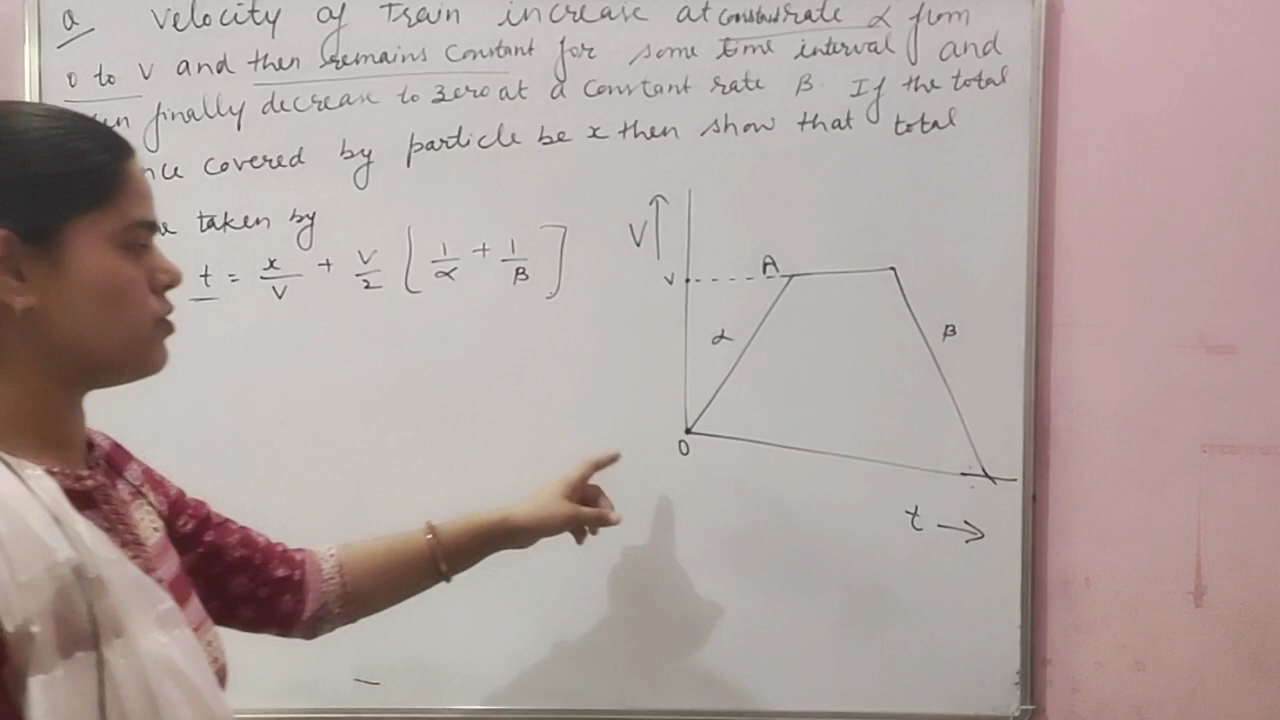 Q Velocity of Train increase at constant rate α from
0 to V and then remains constant for some time interval and
finally decrease to zero at a constant rate β. If the total
covered by particle be x then show that total
taken by
t = x/V + V/2 [1/α + 1/β]
V↑
A
v
α
β
O
t →